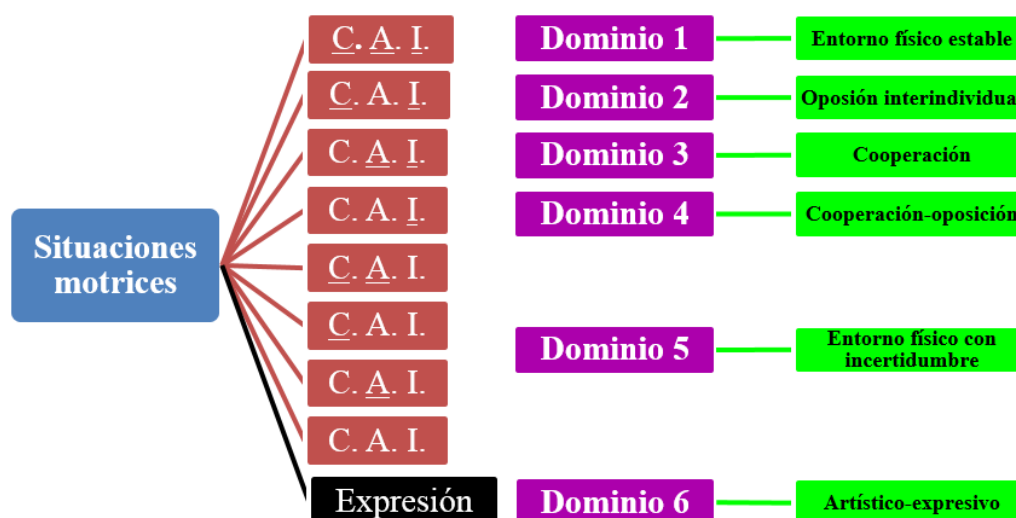 C. A. I.
Dominio 1
Entorno físico estable
C. A. I.
Dominio 2
Oposión interindividua
C. A. I.
Dominio 3
Cooperación
C. A. I.
Dominio 4
Cooperación-oposición
Situaciones
motrices
C. A. I.
C. A. I.
Dominio 5
Entorno físico con
incertidumbre
C. A. I.
C. A. I.
Expresión
Dominio 6
Artístico-expresivo